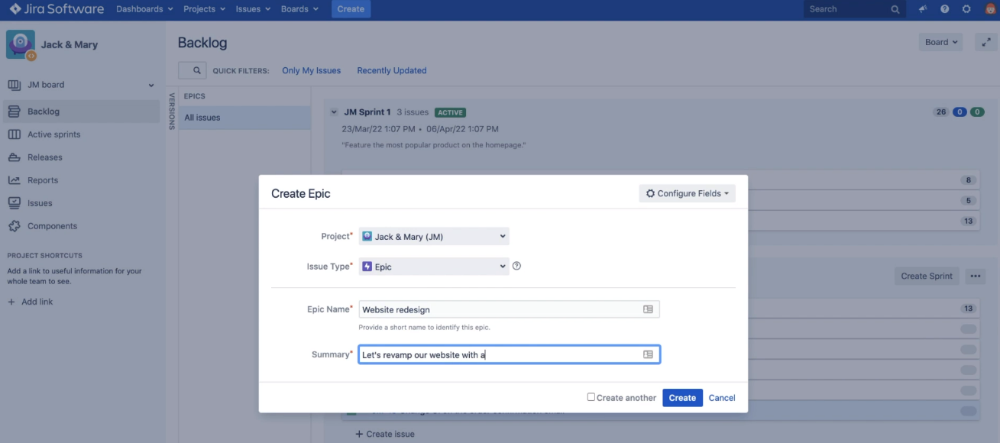 Jira Software Dashboards Projects Issues Boards Create Search
Jack & Mary
JM board
Backlog
Active sprints
Releases
Reports
Issues
Components
PROJECT SHORTCUTS
Add a link to useful information for your
whole team to see.
+ Add link
Backlog
Board
QUICK FILTERS: Only My Issues Recently Updated
VERSIONS
EPICS
All issues
JM Sprint 1 3 issues ACTIVE 26 0 0
23/Mar/22 1:07 PM • 06/Apr/22 1:07 PM
"Feature the most popular product on the homepage."
8
5
13
Create Sprint •••
13
Create Epic
Configure Fields
Project* Jack & Mary (JM)
Issue Type* Epic
Epic Name* Website redesign
Provide a short name to identify this epic.
Summary* Let's revamp our website with a
Create another Create Cancel
+ Create issue